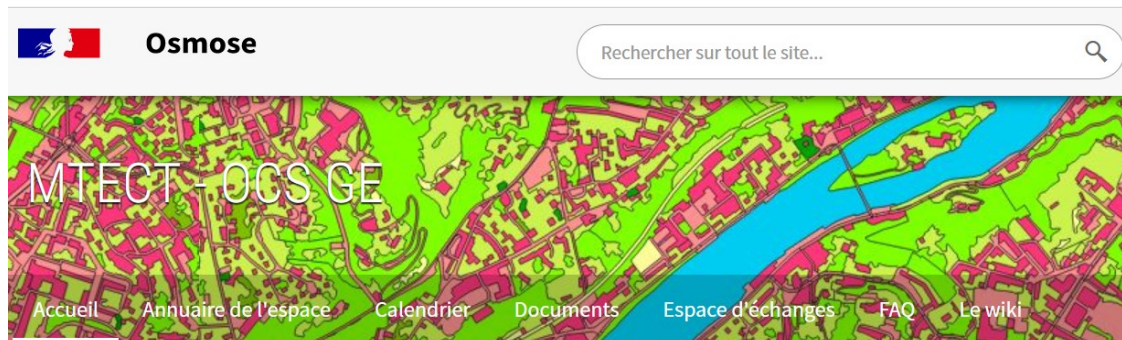 Osmose
Rechercher sur tout le site...
MTECT - OCS GE
Accueil Annuaire de l'espace Calendrier Documents Espace d'échanges FAQ Le wiki